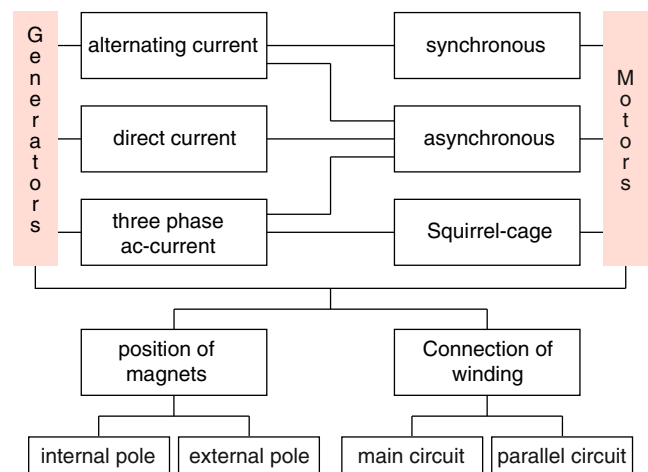 Generators
alternating current
synchronous
Motors
direct current
asynchronous
three phase
ac-current
Squirrel-cage
position of
magnets
Connection of
winding
internal pole
external pole
main circuit
parallel circuit